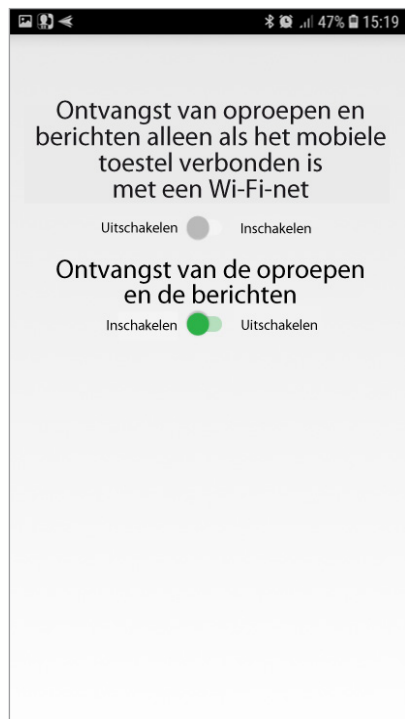 47% 15:19
Ontvangst van oproepen en
berichten alleen als het mobiele
toestel verbonden is
met een Wi-Fi-net
Uitschakelen Inschakelen
Ontvangst van de oproepen
en de berichten
Inschakelen Uitschakelen